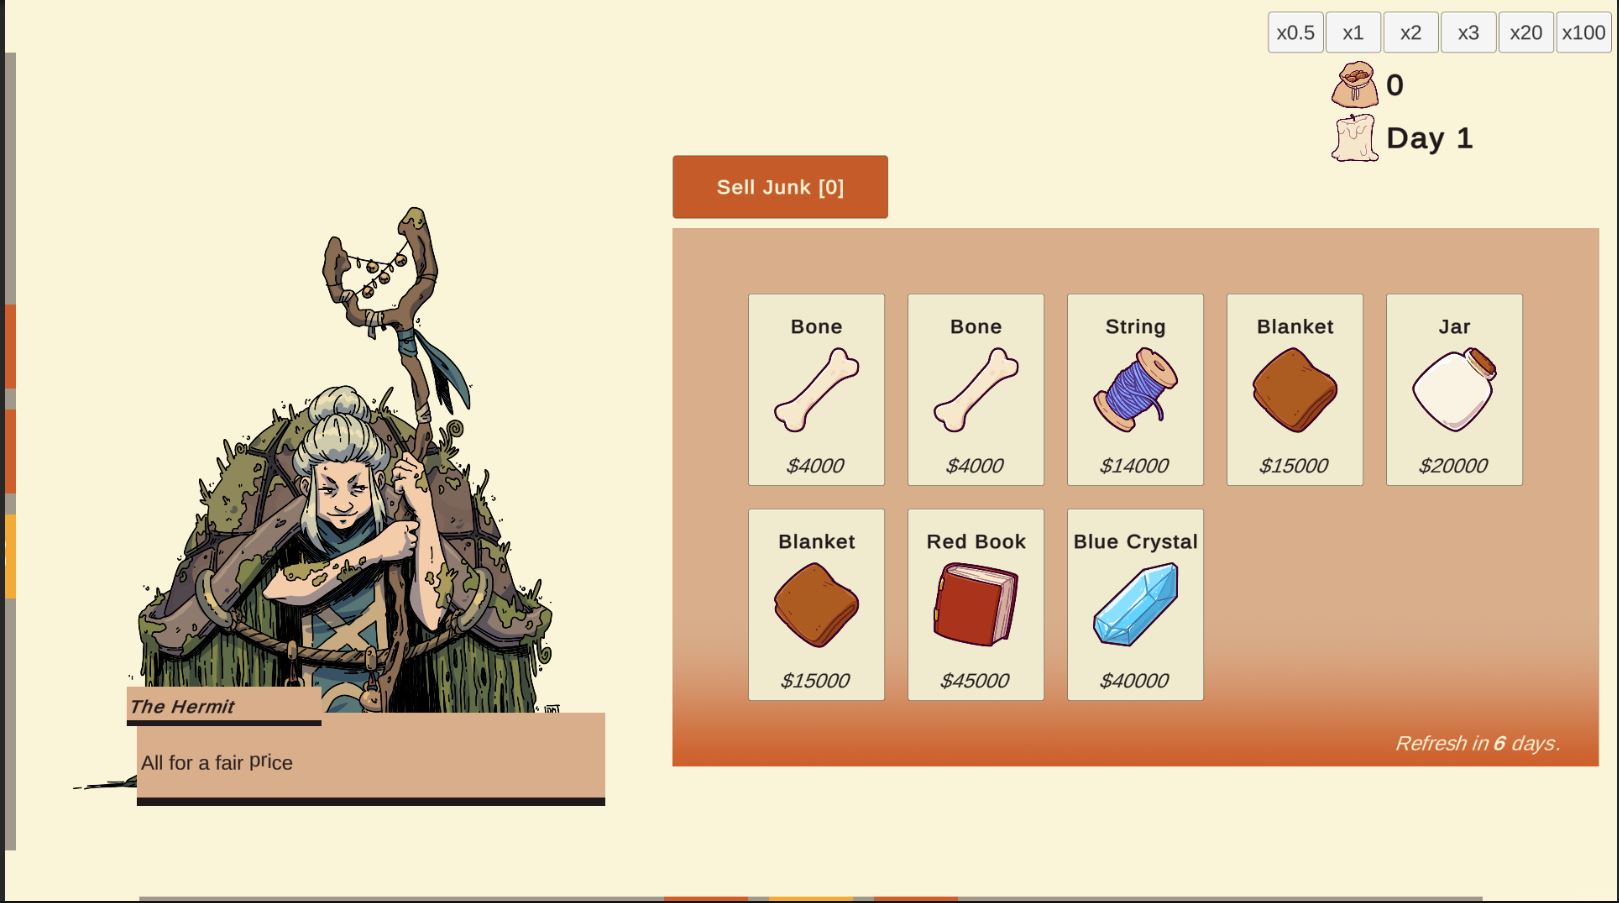 x0.5 x1 x2 x3 x20 x100
0
Day 1
Sell Junk [0]
Bone Bone String Blanket Jar
$4000 $4000 $14000 $15000 $20000
Blanket Red Book Blue Crystal
$15000 $45000 $40000
Refresh in 6 days.
The Hermit
All for a fair price